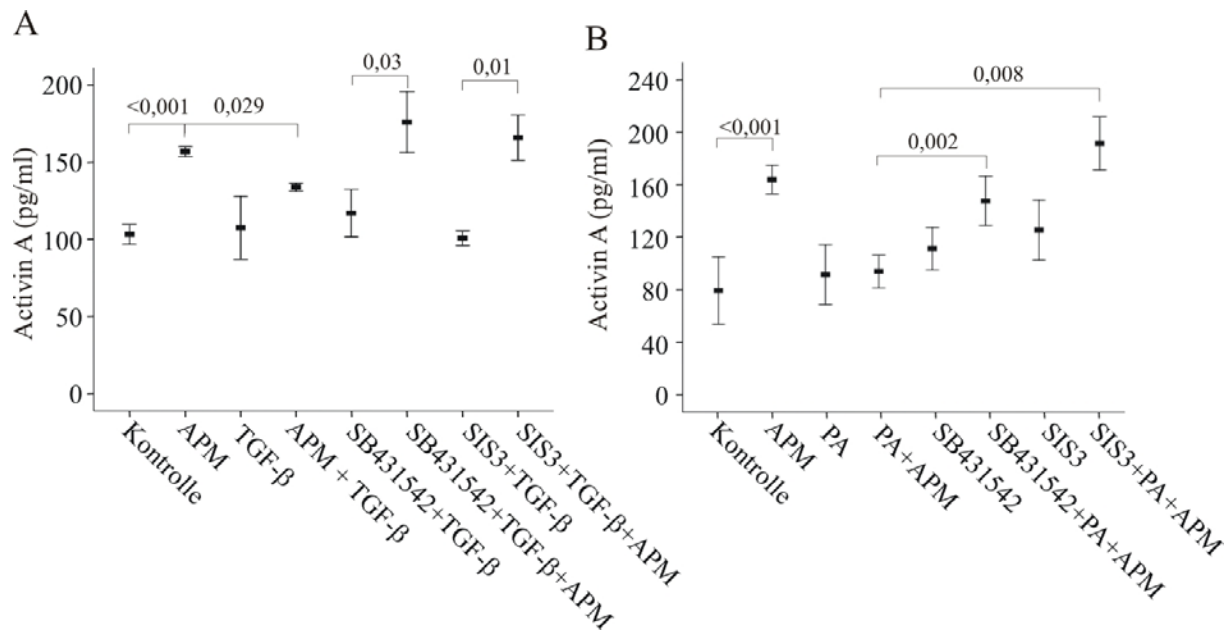 A
Activin A (pg/ml)
200
150
100
50
0
<0,001
0,029
0,03
0,01
Kontrolle
APM
TGF-β
APM + TGF-β
SB431542+TGF-β
SB431542+TGF-β+APM
SIS3+TGF-β
SIS3+TGF-β+APM
B
Activin A (pg/ml)
240
200
160
120
80
40
0
<0,001
0,002
0,008
Kontrolle
APM
PA
PA+APM
SB431542
SB431542+PA+APM
SIS3
SIS3+PA+APM